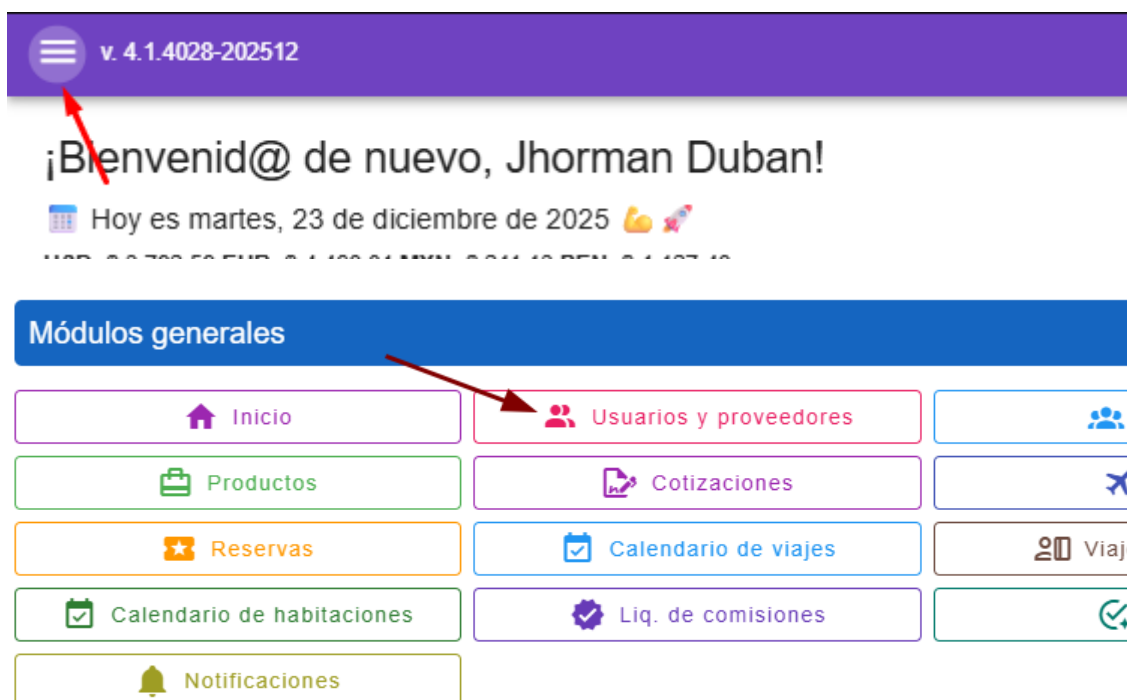 v. 4.1.4028-202512
¡Bienvenid@ de nuevo, Jhorman Duban!
Hoy es martes, 23 de diciembre de 2025 💪 🚀
Módulos generales
Inicio
Usuarios y proveedores
Productos
Cotizaciones
Reservas
Calendario de viajes
Viaj
Calendario de habitaciones
Liq. de comisiones
Notificaciones